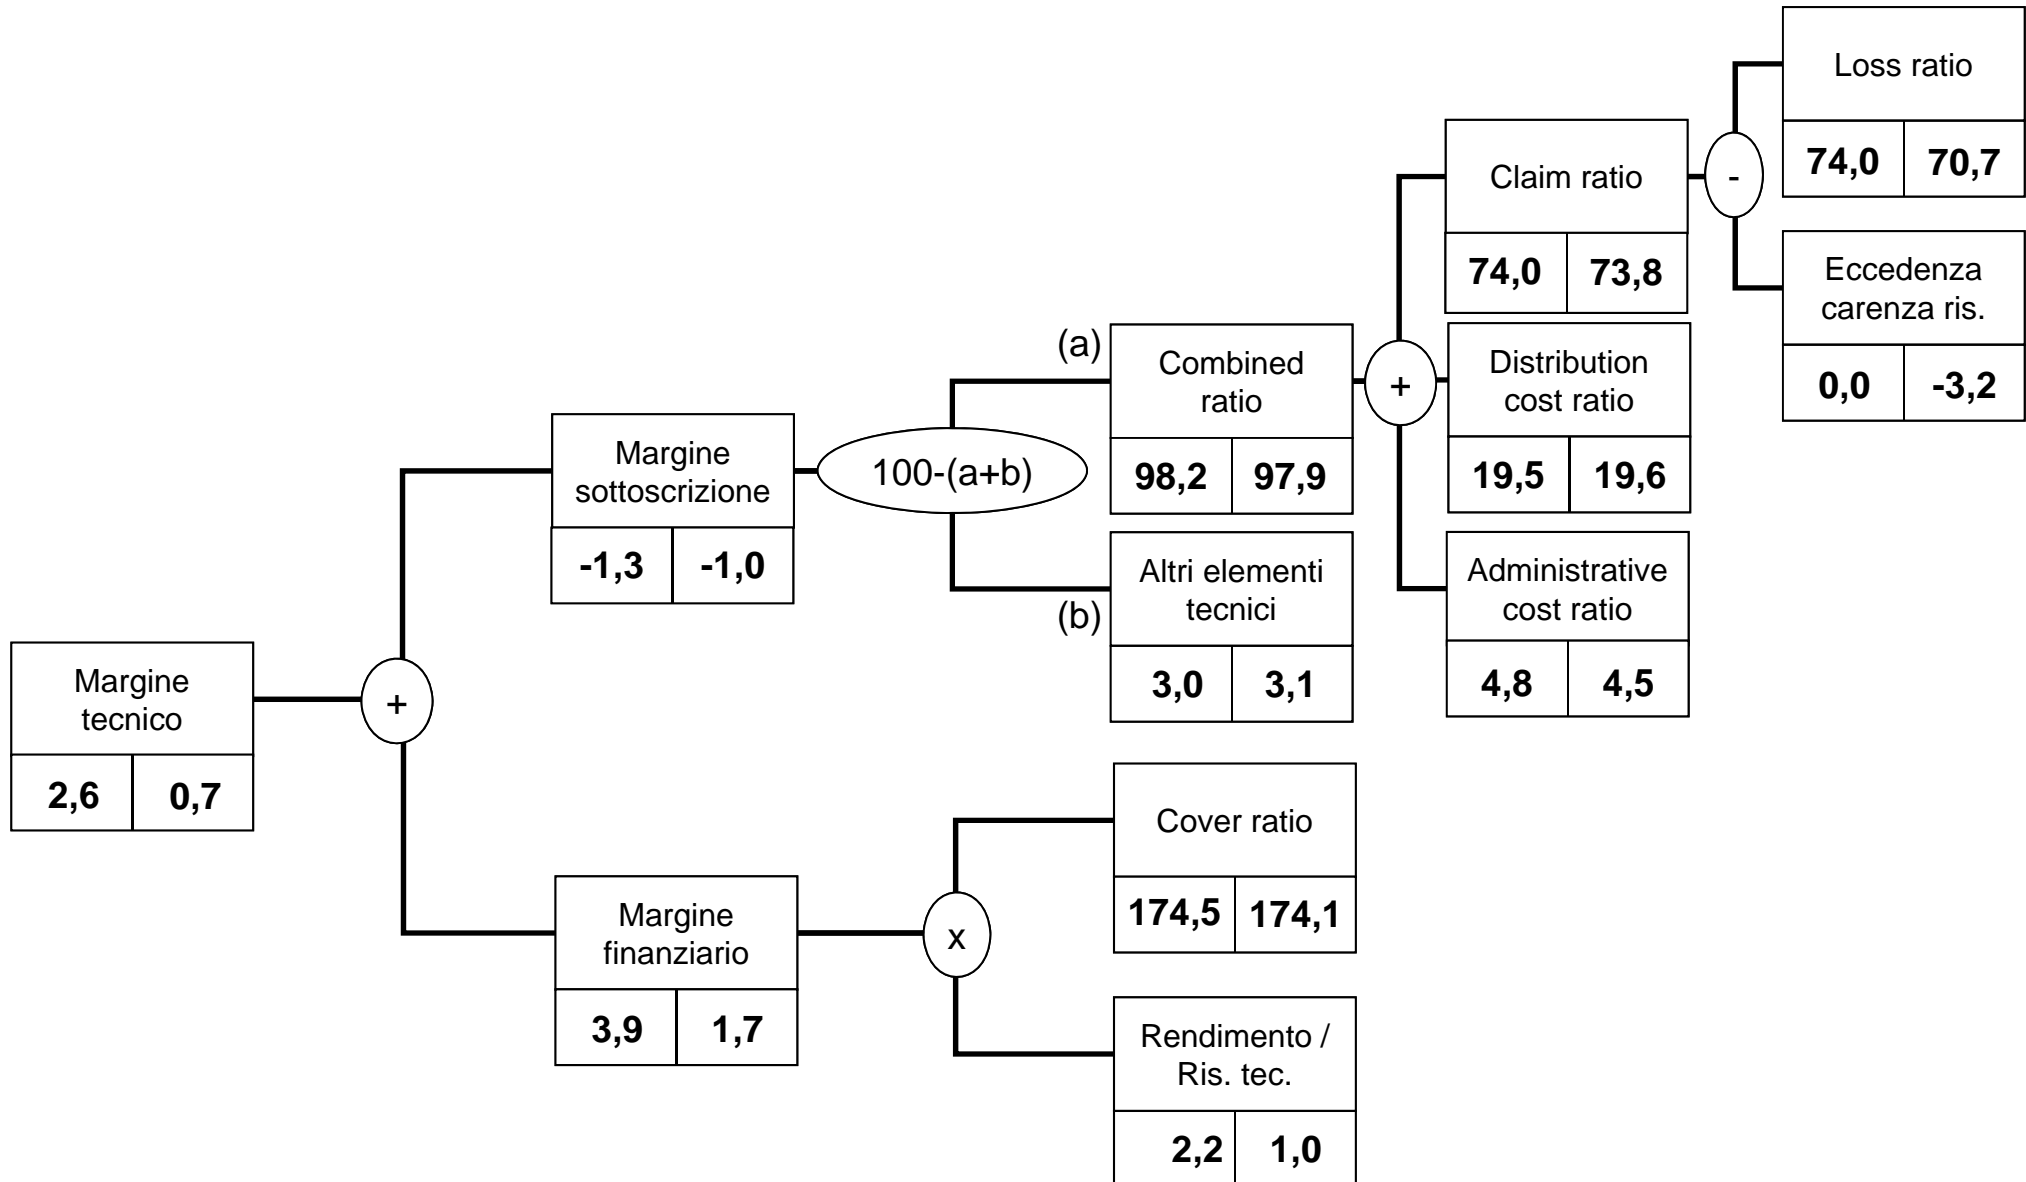 Loss ratio
74,0 70,7
Claim ratio
-
74,0 73,8
Eccedenza
carenza ris.
0,0 -3,2
(a)
Combined
ratio
98,2 97,9
+
Distribution
cost ratio
19,5 19,6
Margine
sottoscrizione
-1,3 -1,0
100-(a+b)
Altri elementi
tecnici
(b)
3,0 3,1
Administrative
cost ratio
4,8 4,5
Margine
tecnico
2,6 0,7
+
Cover ratio
174,5 174,1
Margine
finanziario
3,9 1,7
x
Rendimento /
Ris. tec.
2,2 1,0